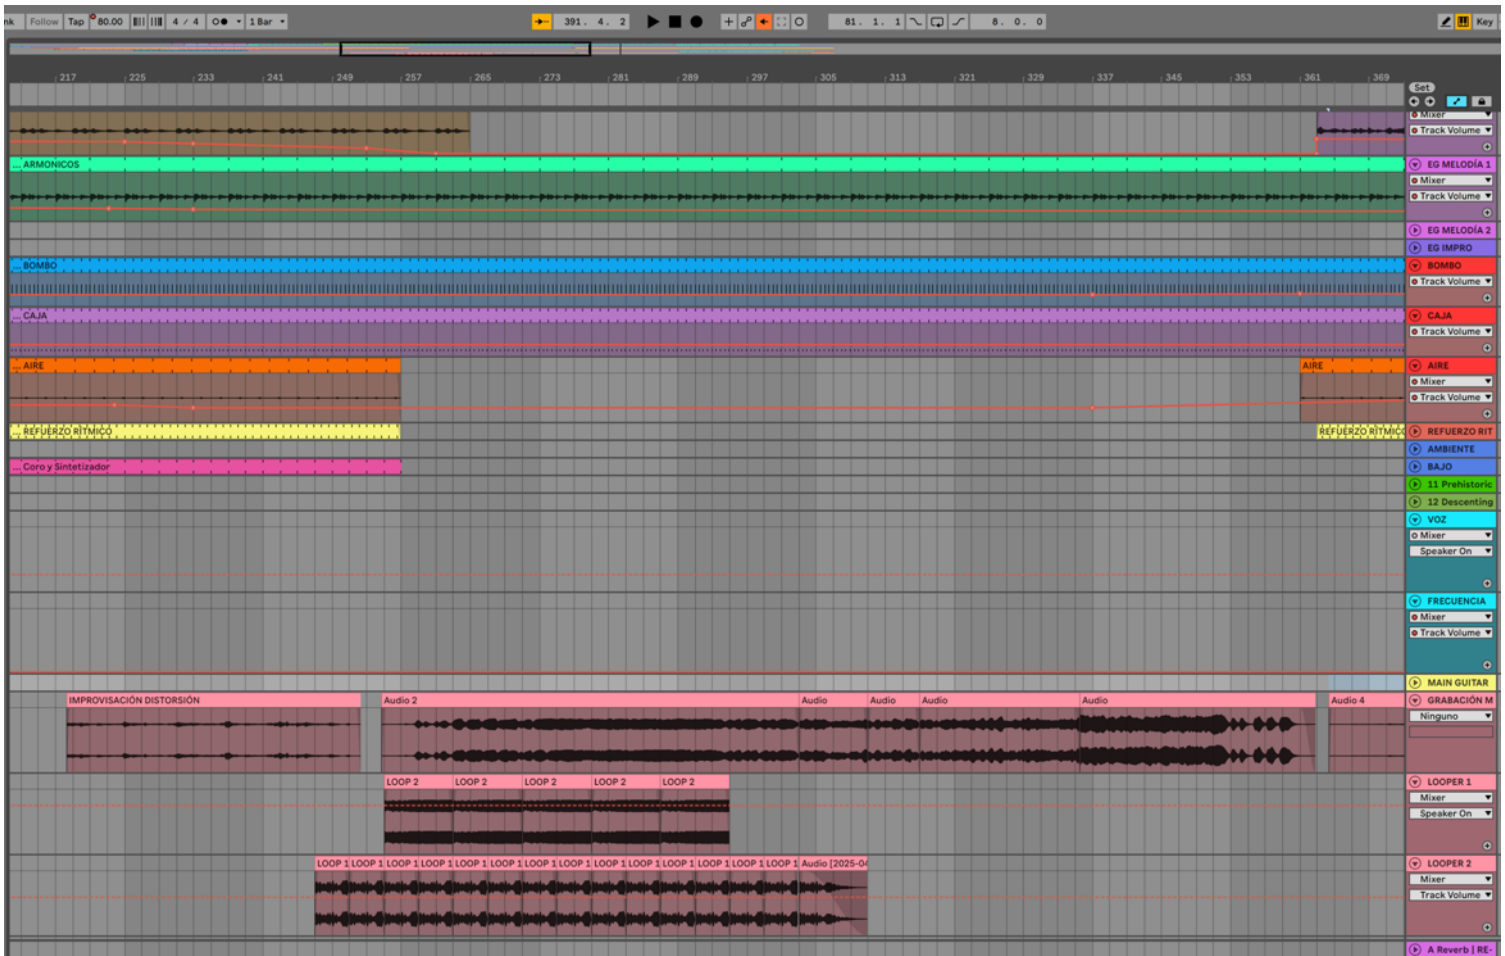 nk Follow Tap 80.00 4 / 4 1 Bar 391. 4. 2 81. 1. 1 8. 0. 0 Key
217 225 233 241 249 257 265 273 281 289 297 305 313 321 329 337 345 353 361 369
Set
Mixer
Track Volume
... ARMONICOS EG MELODÍA 1
Mixer
Track Volume
EG MELODÍA 2
EG IMPRO
... BOMBO BOMBO
Track Volume
... CAJA CAJA
Track Volume
... AIRE AIRE AIRE
Mixer
Track Volume
... REFUERZO RÍTMICO REFUERZO RÍTMICO REFUERZO RIT
AMBIENTE
... Coro y Sintetizador BAJO
11 Prehistoric
12 Descenting
VOZ
Mixer
Speaker On
FRECUENCIA
Mixer
Track Volume
MAIN GUITAR
IMPROVISACIÓN DISTORSIÓN Audio 2 Audio Audio Audio Audio Audio 4 GRABACIÓN M
Ninguno
LOOP 2 LOOP 2 LOOP 2 LOOP 2 LOOP 2 LOOPER 1
Mixer
Speaker On
LOOP 1 LOOP 1 LOOP 1 LOOP 1 LOOP 1 LOOP 1 LOOP 1 LOOP 1 LOOP 1 LOOP 1 LOOP 1 LOOP 1 LOOP 1 LOOP 1 Audio [2025-04 LOOPER 2
Mixer
Track Volume
A Reverb | RE-